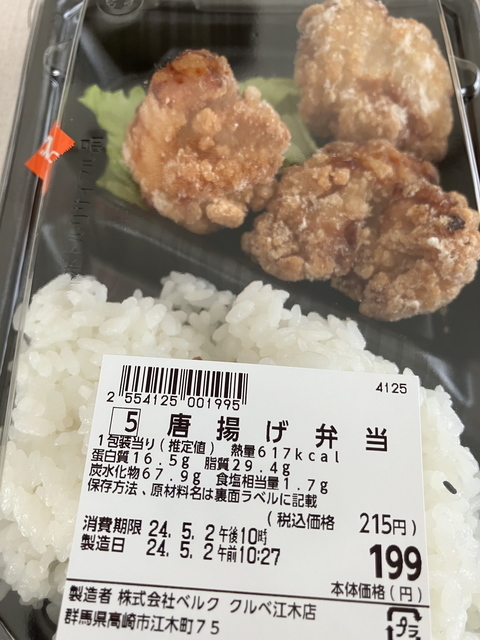 4125
2 554125 001995
5 唐揚げ弁当
1包装当り(推定値) 熱量617kcal
蛋白質16.5g 脂質29.4g
炭水化物67.9g 食塩相当量1.7g
保存方法、原材料名は裏面ラベルに記載
(税込価格 215円)
消費期限 24.5.2午後10時
製造日 24.5.2午前10:27
199
本体価格(円)
製造者 株式会社ベルク クルベ江木店
群馬県高崎市江木町75
プラ